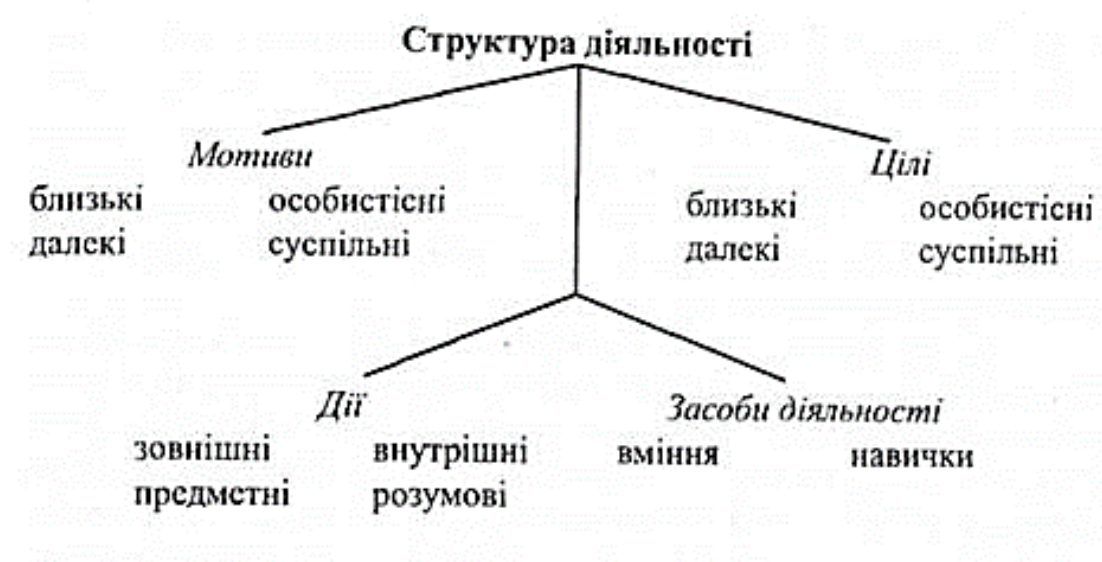 Структура діяльності
Мотиви
близькі особистісні
далекі суспільні
Цілі
близькі особистісні
далекі суспільні
Дії
зовнішні внутрішні
предметні розумові
Засоби діяльності
вміння навички